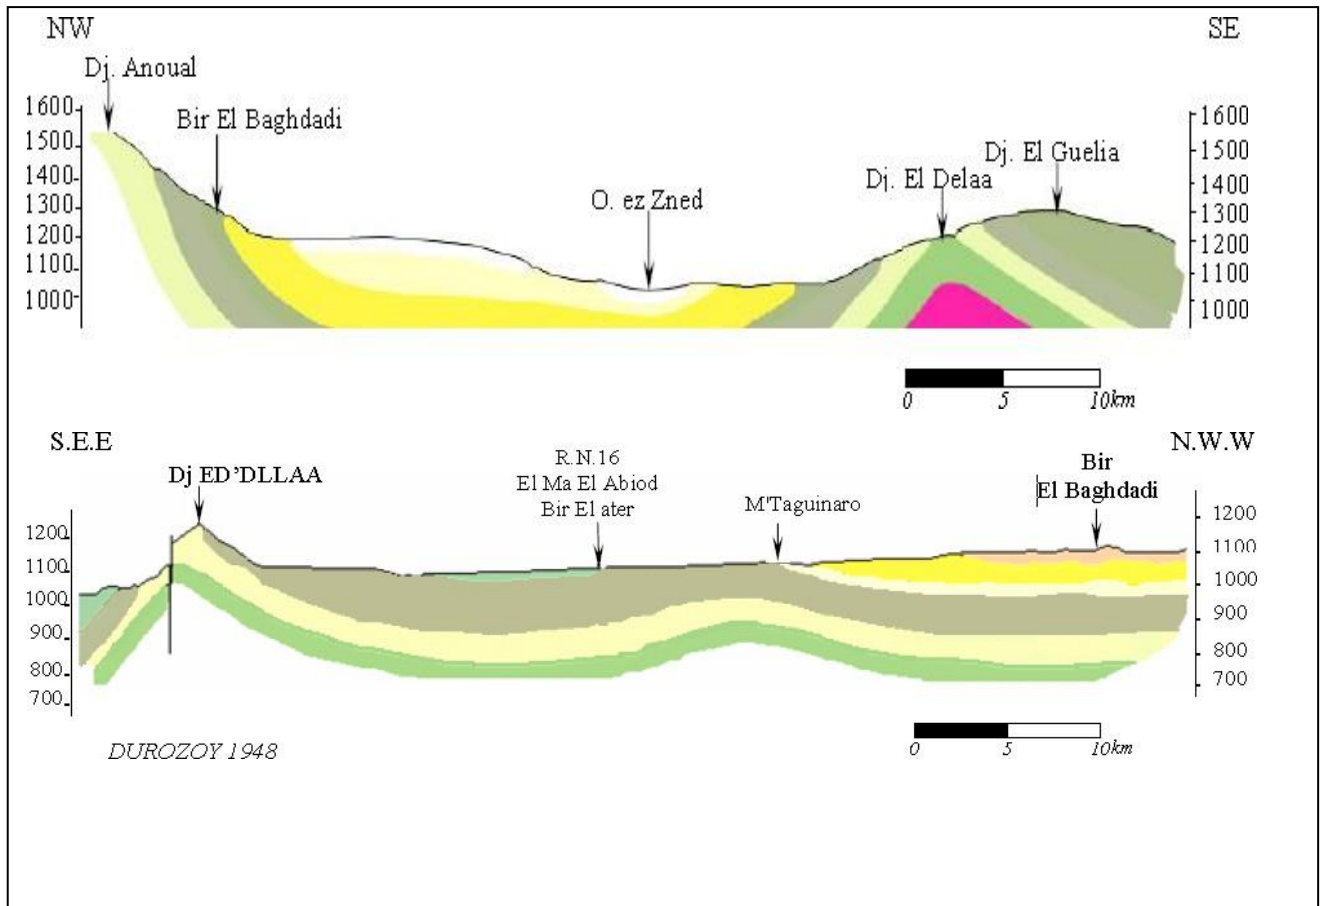 NW
SE
Dj. Anoual
Bir El Baghdadi
O. ez Zned
Dj. El Delaa
Dj. El Guelia
1600
1500
1400
1300
1200
1100
1000
1600
1500
1400
1300
1200
1100
1000
0 5 10km
S.E.E
N.W.W
Dj ED'DLLAA
R.N.16
El Ma El Abiod
Bir El ater
M'Taguinaro
Bir
El Baghdadi
1200
1100
1000
900
800
700
1200
1100
1000
900
800
700
0 5 10km
DUROZOY 1948